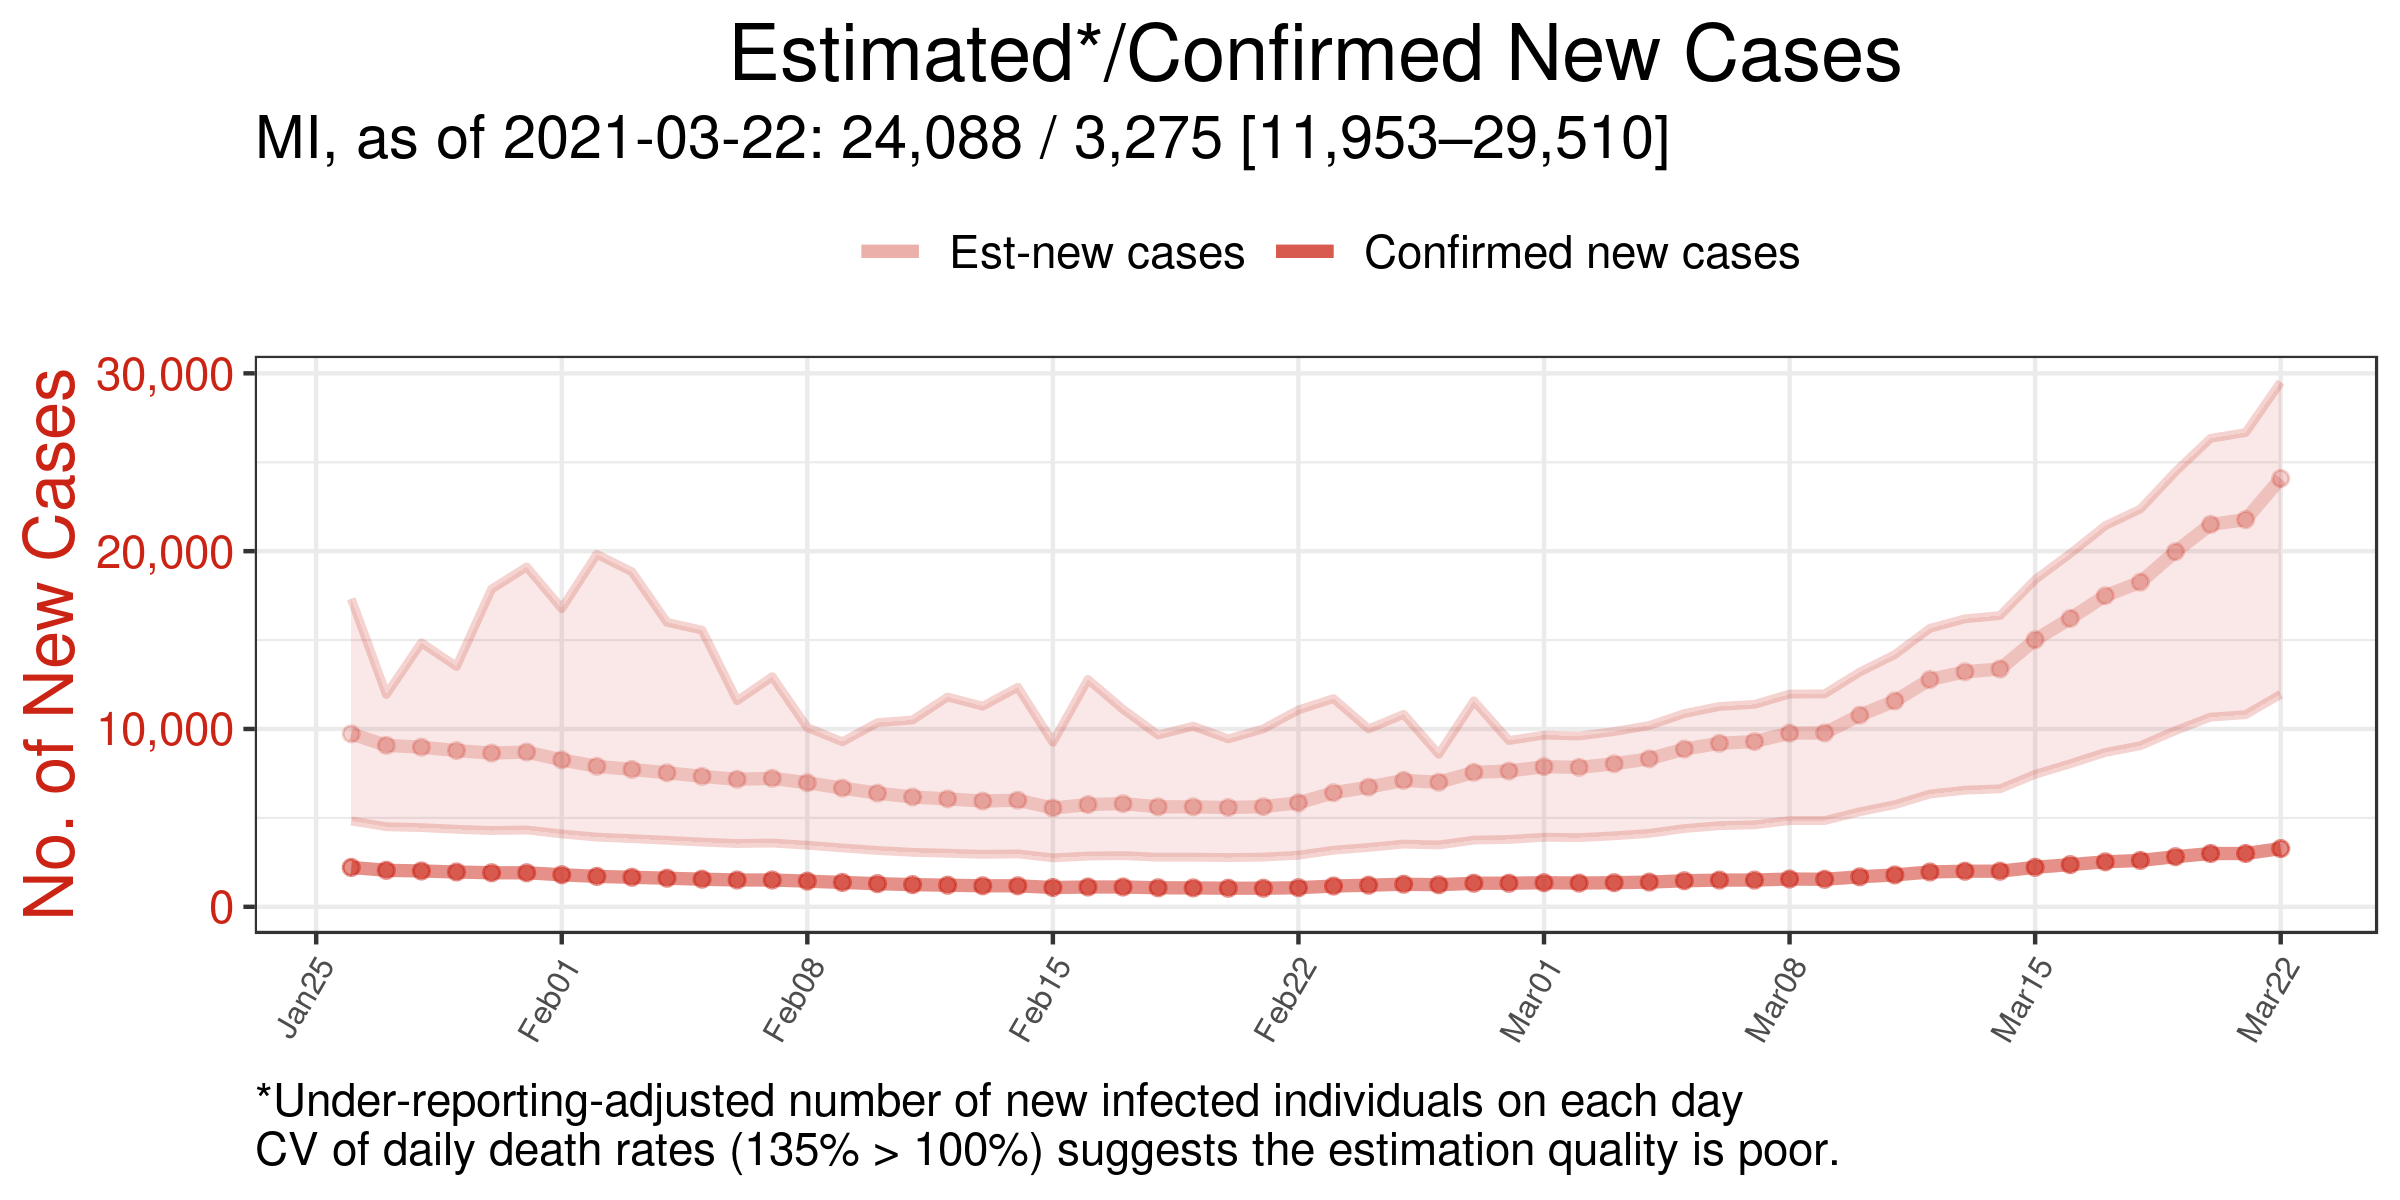 Estimated*/Confirmed New Cases
MI, as of 2021-03-22: 24,088 / 3,275 [11,953–29,510]
Est-new cases
Confirmed new cases
No. of New Cases
30,000
20,000
10,000
0
Jan25
Feb01
Feb08
Feb15
Feb22
Mar01
Mar08
Mar15
Mar22
*Under-reporting-adjusted number of new infected individuals on each day
CV of daily death rates (135% > 100%) suggests the estimation quality is poor.